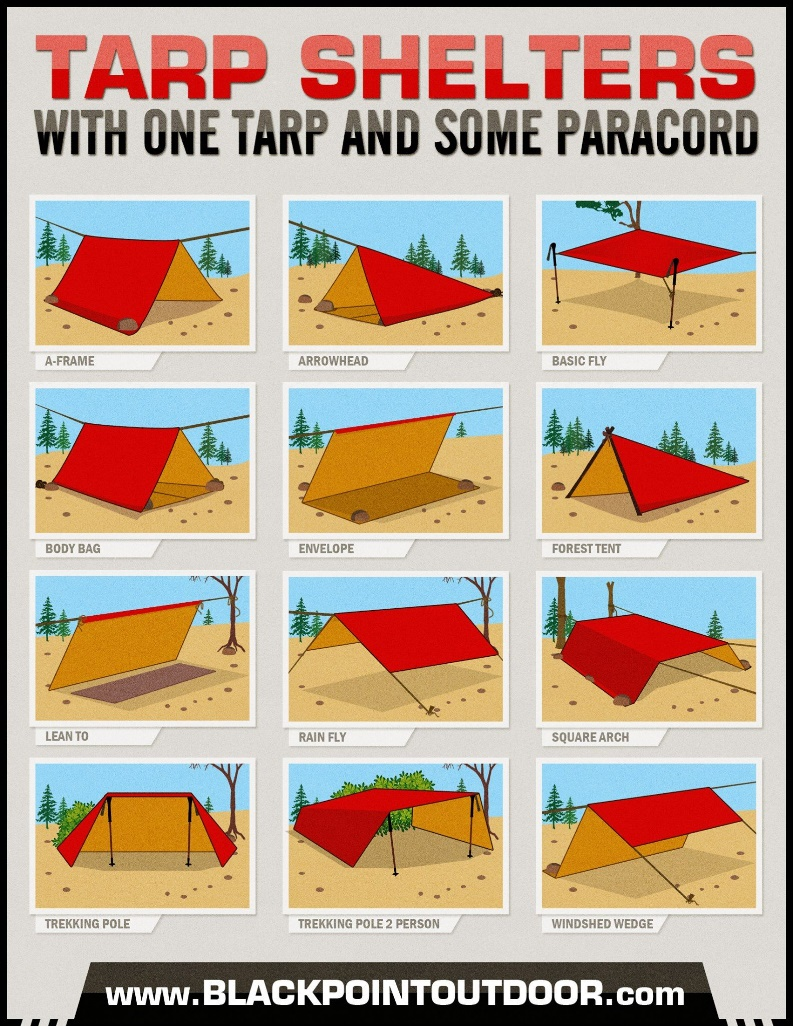 TARP SHELTERS
WITH ONE TARP AND SOME PARACORD
A-FRAME
ARROWHEAD
BASIC FLY
BODY BAG
ENVELOPE
FOREST TENT
LEAN TO
RAIN FLY
SQUARE ARCH
TREKKING POLE
TREKKING POLE 2 PERSON
WINDSHED WEDGE
www.BLACKPOINTOUTDOOR.com